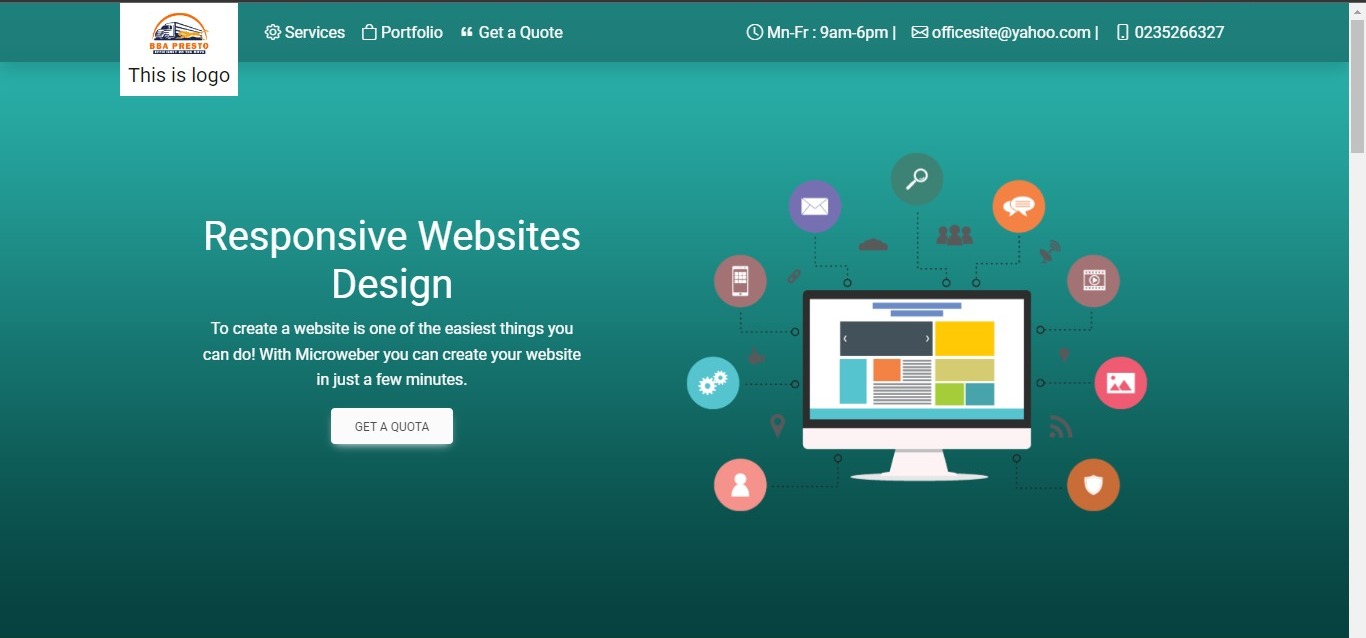 BBA PRESTO
This is logo
Services
Portfolio
Get a Quote
Mn-Fr : 9am-6pm |
officesite@yahoo.com |
0235266327
Responsive Websites
Design
To create a website is one of the easiest things you
can do! With Microweber you can create your website
in just a few minutes.
GET A QUOTA